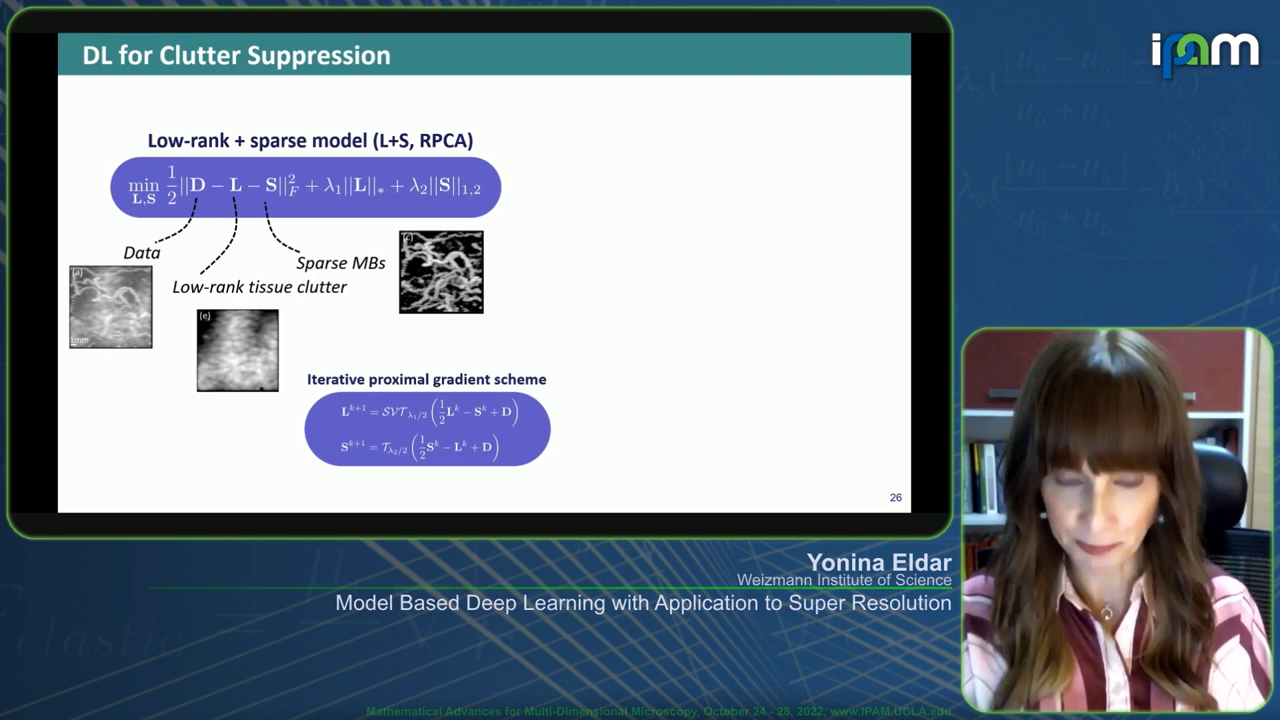 DL for Clutter Suppression
ipam
Low-rank + sparse model (L+S, RPCA)
min_{L,S} 1/2 ||D − L − S||_F^2 + λ_1||L||_* + λ_2||S||_{1,2}
Data
Sparse MBs
Low-rank tissue clutter
(a)
1mm
(c)
(e)
Iterative proximal gradient scheme
L^{k+1} = SVT_{λ_1/2} (1/2 L^k − S^k + D)
S^{k+1} = T_{λ_2/2} (1/2 S^k − L^k + D)
26
Yonina Eldar
Weizmann Institute of Science
Model Based Deep Learning with Application to Super Resolution
elastic
Mathematical Advances for Multi-Dimensional Microscopy, October 24 - 28, 2022, www.IPAM.UCLA.edu